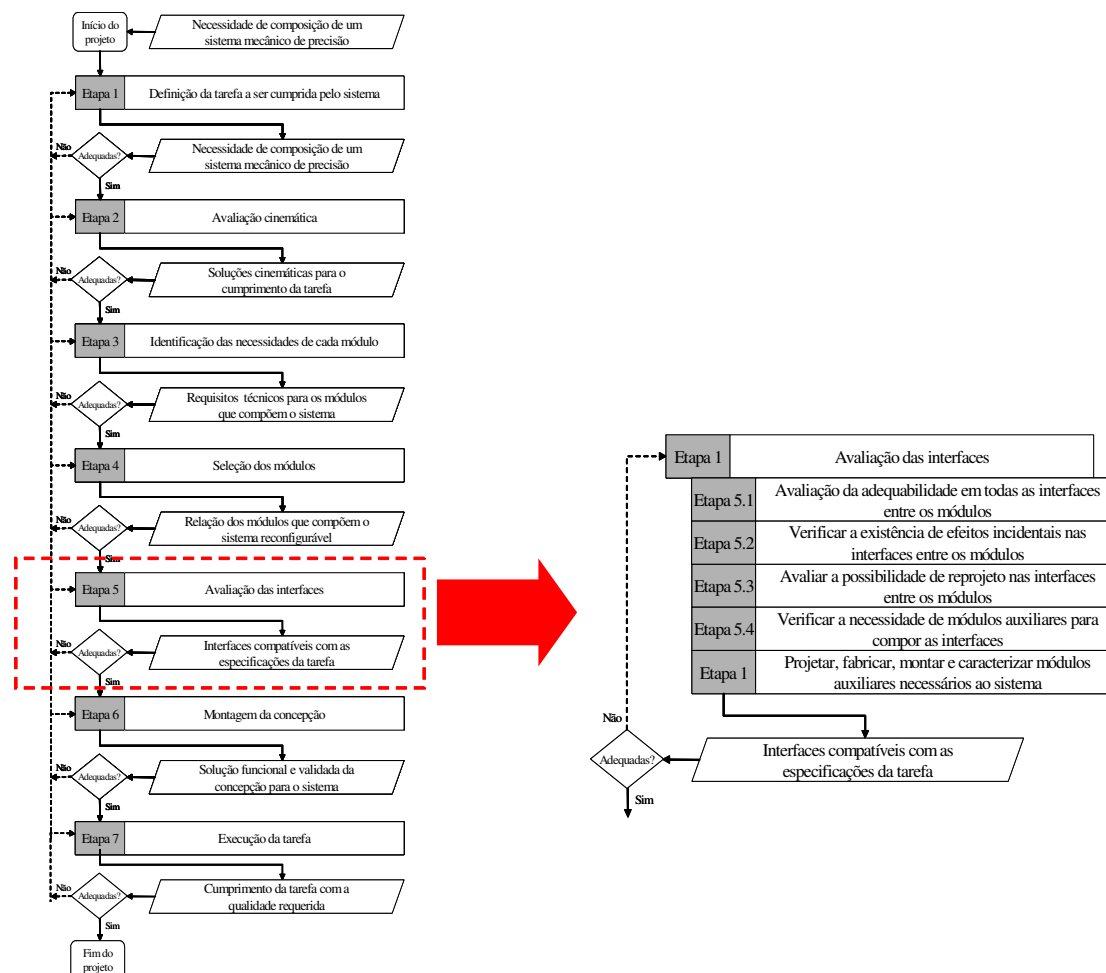 Início do
projeto
Necessidade de composição de um
sistema mecânico de precisão
Etapa 1
Definição da tarefa a ser cumprida pelo sistema
Não
Adequadas?
Necessidade de composição de um
sistema mecânico de precisão
Sim
Etapa 2
Avaliação cinemática
Não
Adequadas?
Soluções cinemáticas para o
cumprimento da tarefa
Sim
Etapa 3
Identificação das necessidades de cada módulo
Não
Adequadas?
Requisitos técnicos para os módulos
que compõem o sistema
Sim
Etapa 4
Seleção dos módulos
Não
Adequadas?
Relação dos módulos que compõem o
sistema reconfigurável
Sim
Etapa 5
Avaliação das interfaces
Não
Adequadas?
Interfaces compatíveis com as
especificações da tarefa
Sim
Etapa 6
Montagem da concepção
Não
Adequadas?
Solução funcional e validada da
concepção para o sistema
Sim
Etapa 7
Execução da tarefa
Não
Adequadas?
Cumprimento da tarefa com a
qualidade requerida
Sim
Fim do
projeto
Etapa 1
Avaliação das interfaces
Etapa 5.1
Avaliação da adequabilidade em todas as interfaces
entre os módulos
Etapa 5.2
Verificar a existência de efeitos incidentais nas
interfaces entre os módulos
Etapa 5.3
Avaliar a possibilidade de reprojeto nas interfaces
entre os módulos
Etapa 5.4
Verificar a necessidade de módulos auxiliares para
compor as interfaces
Etapa 1
Projetar, fabricar, montar e caracterizar módulos
auxiliares necessários ao sistema
Não
Adequadas?
Interfaces compatíveis com as
especificações da tarefa
Sim